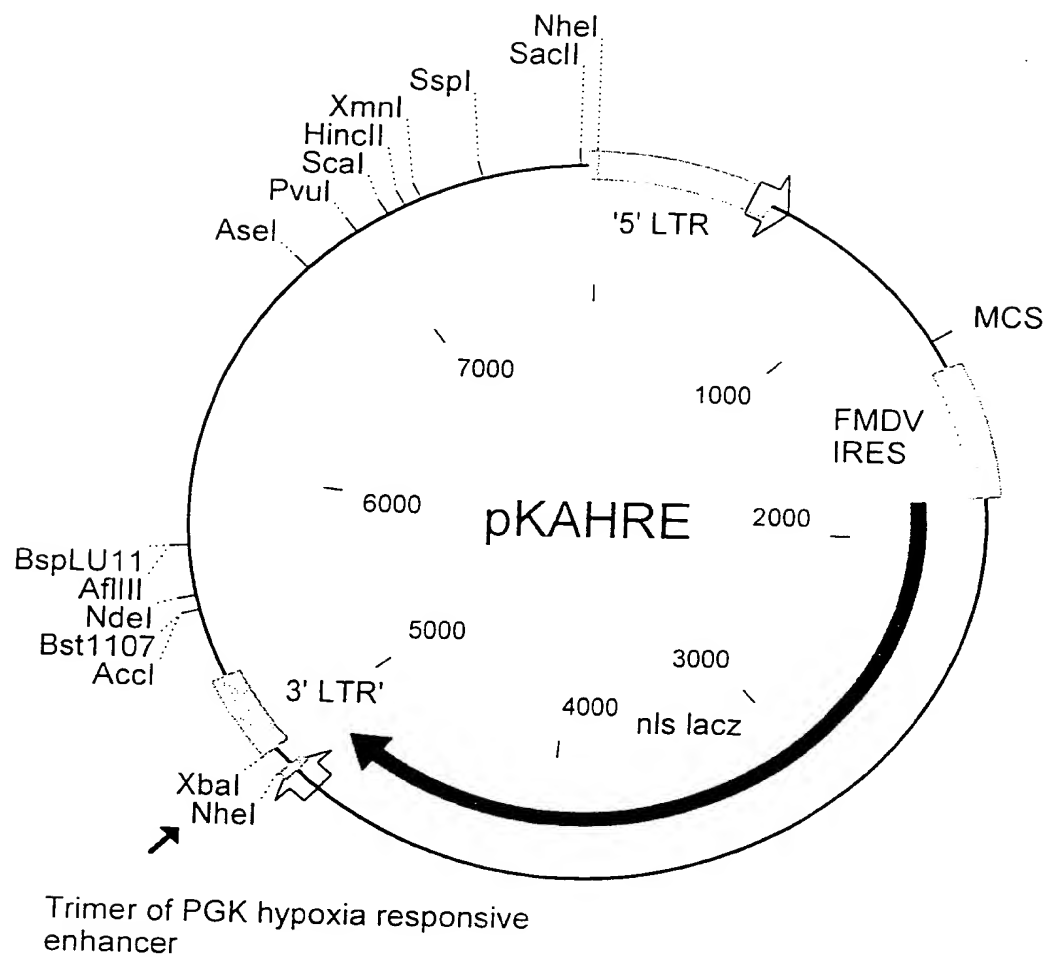 NheI
SacII
SspI
XmnI
HincII
ScaI
PvuI
AseI
'5' LTR
MCS
7000
1000
FMDV
IRES
6000
pKAHRE
2000
BspLU11
AflIII
NdeI
Bst1107
AccI
5000
3000
3' LTR'
4000
nls lacz
XbaI
NheI
Trimer of PGK hypoxia responsive
enhancer